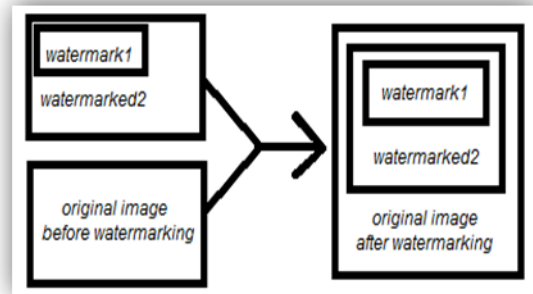 watermark1
watermarked2
original image
before watermarking
watermark1
watermarked2
original image
after watermarking